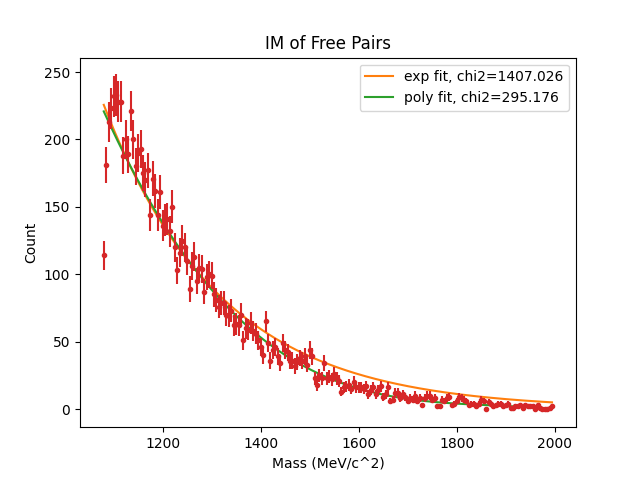 IM of Free Pairs
exp fit, chi2=1407.026
poly fit, chi2=295.176
250
200
150
100
50
0
Count
1200 1400 1600 1800 2000
Mass (MeV/c^2)